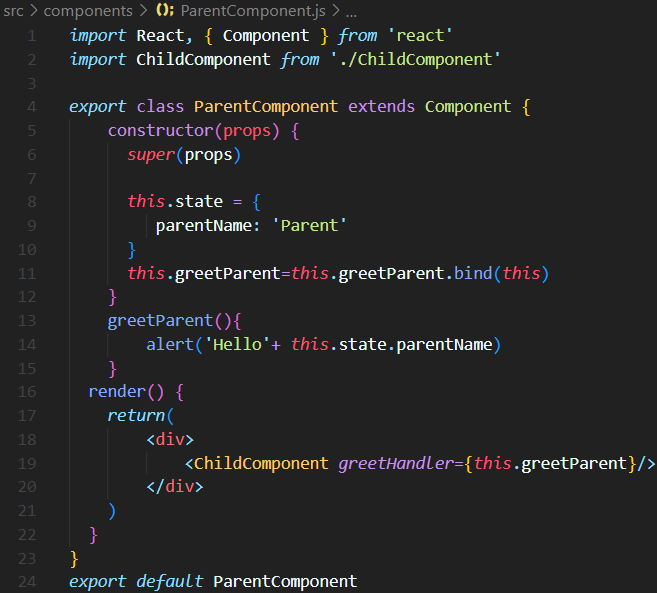 src > components > ParentComponent.js > ...
1 import React, { Component } from 'react'
2 import ChildComponent from './ChildComponent'
3
4 export class ParentComponent extends Component {
5 constructor(props) {
6 super(props)
7
8 this.state = {
9 parentName: 'Parent'
10 }
11 this.greetParent=this.greetParent.bind(this)
12 }
13 greetParent(){
14 alert('Hello'+ this.state.parentName)
15 }
16 render() {
17 return(
18 <div>
19 <ChildComponent greetHandler={this.greetParent}/>
20 </div>
21 )
22 }
23 }
24 export default ParentComponent